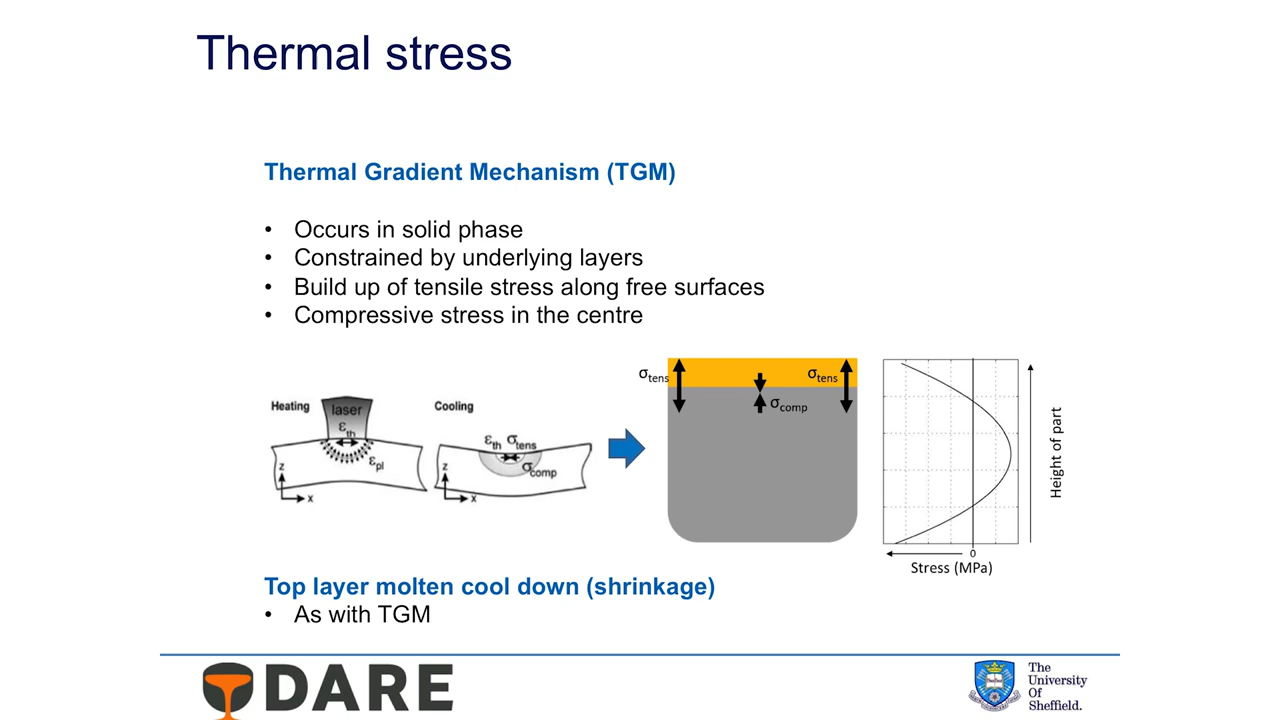 Thermal stress
Thermal Gradient Mechanism (TGM)
• Occurs in solid phase
• Constrained by underlying layers
• Build up of tensile stress along free surfaces
• Compressive stress in the centre
Heating
laser
εth
εpl
z
x
Cooling
εth σtens
σcomp
z
x
σtens
σtens
σcomp
0
Stress (MPa)
Height of part
Top layer molten cool down (shrinkage)
• As with TGM
DARE
The
University
Of
Sheffield.